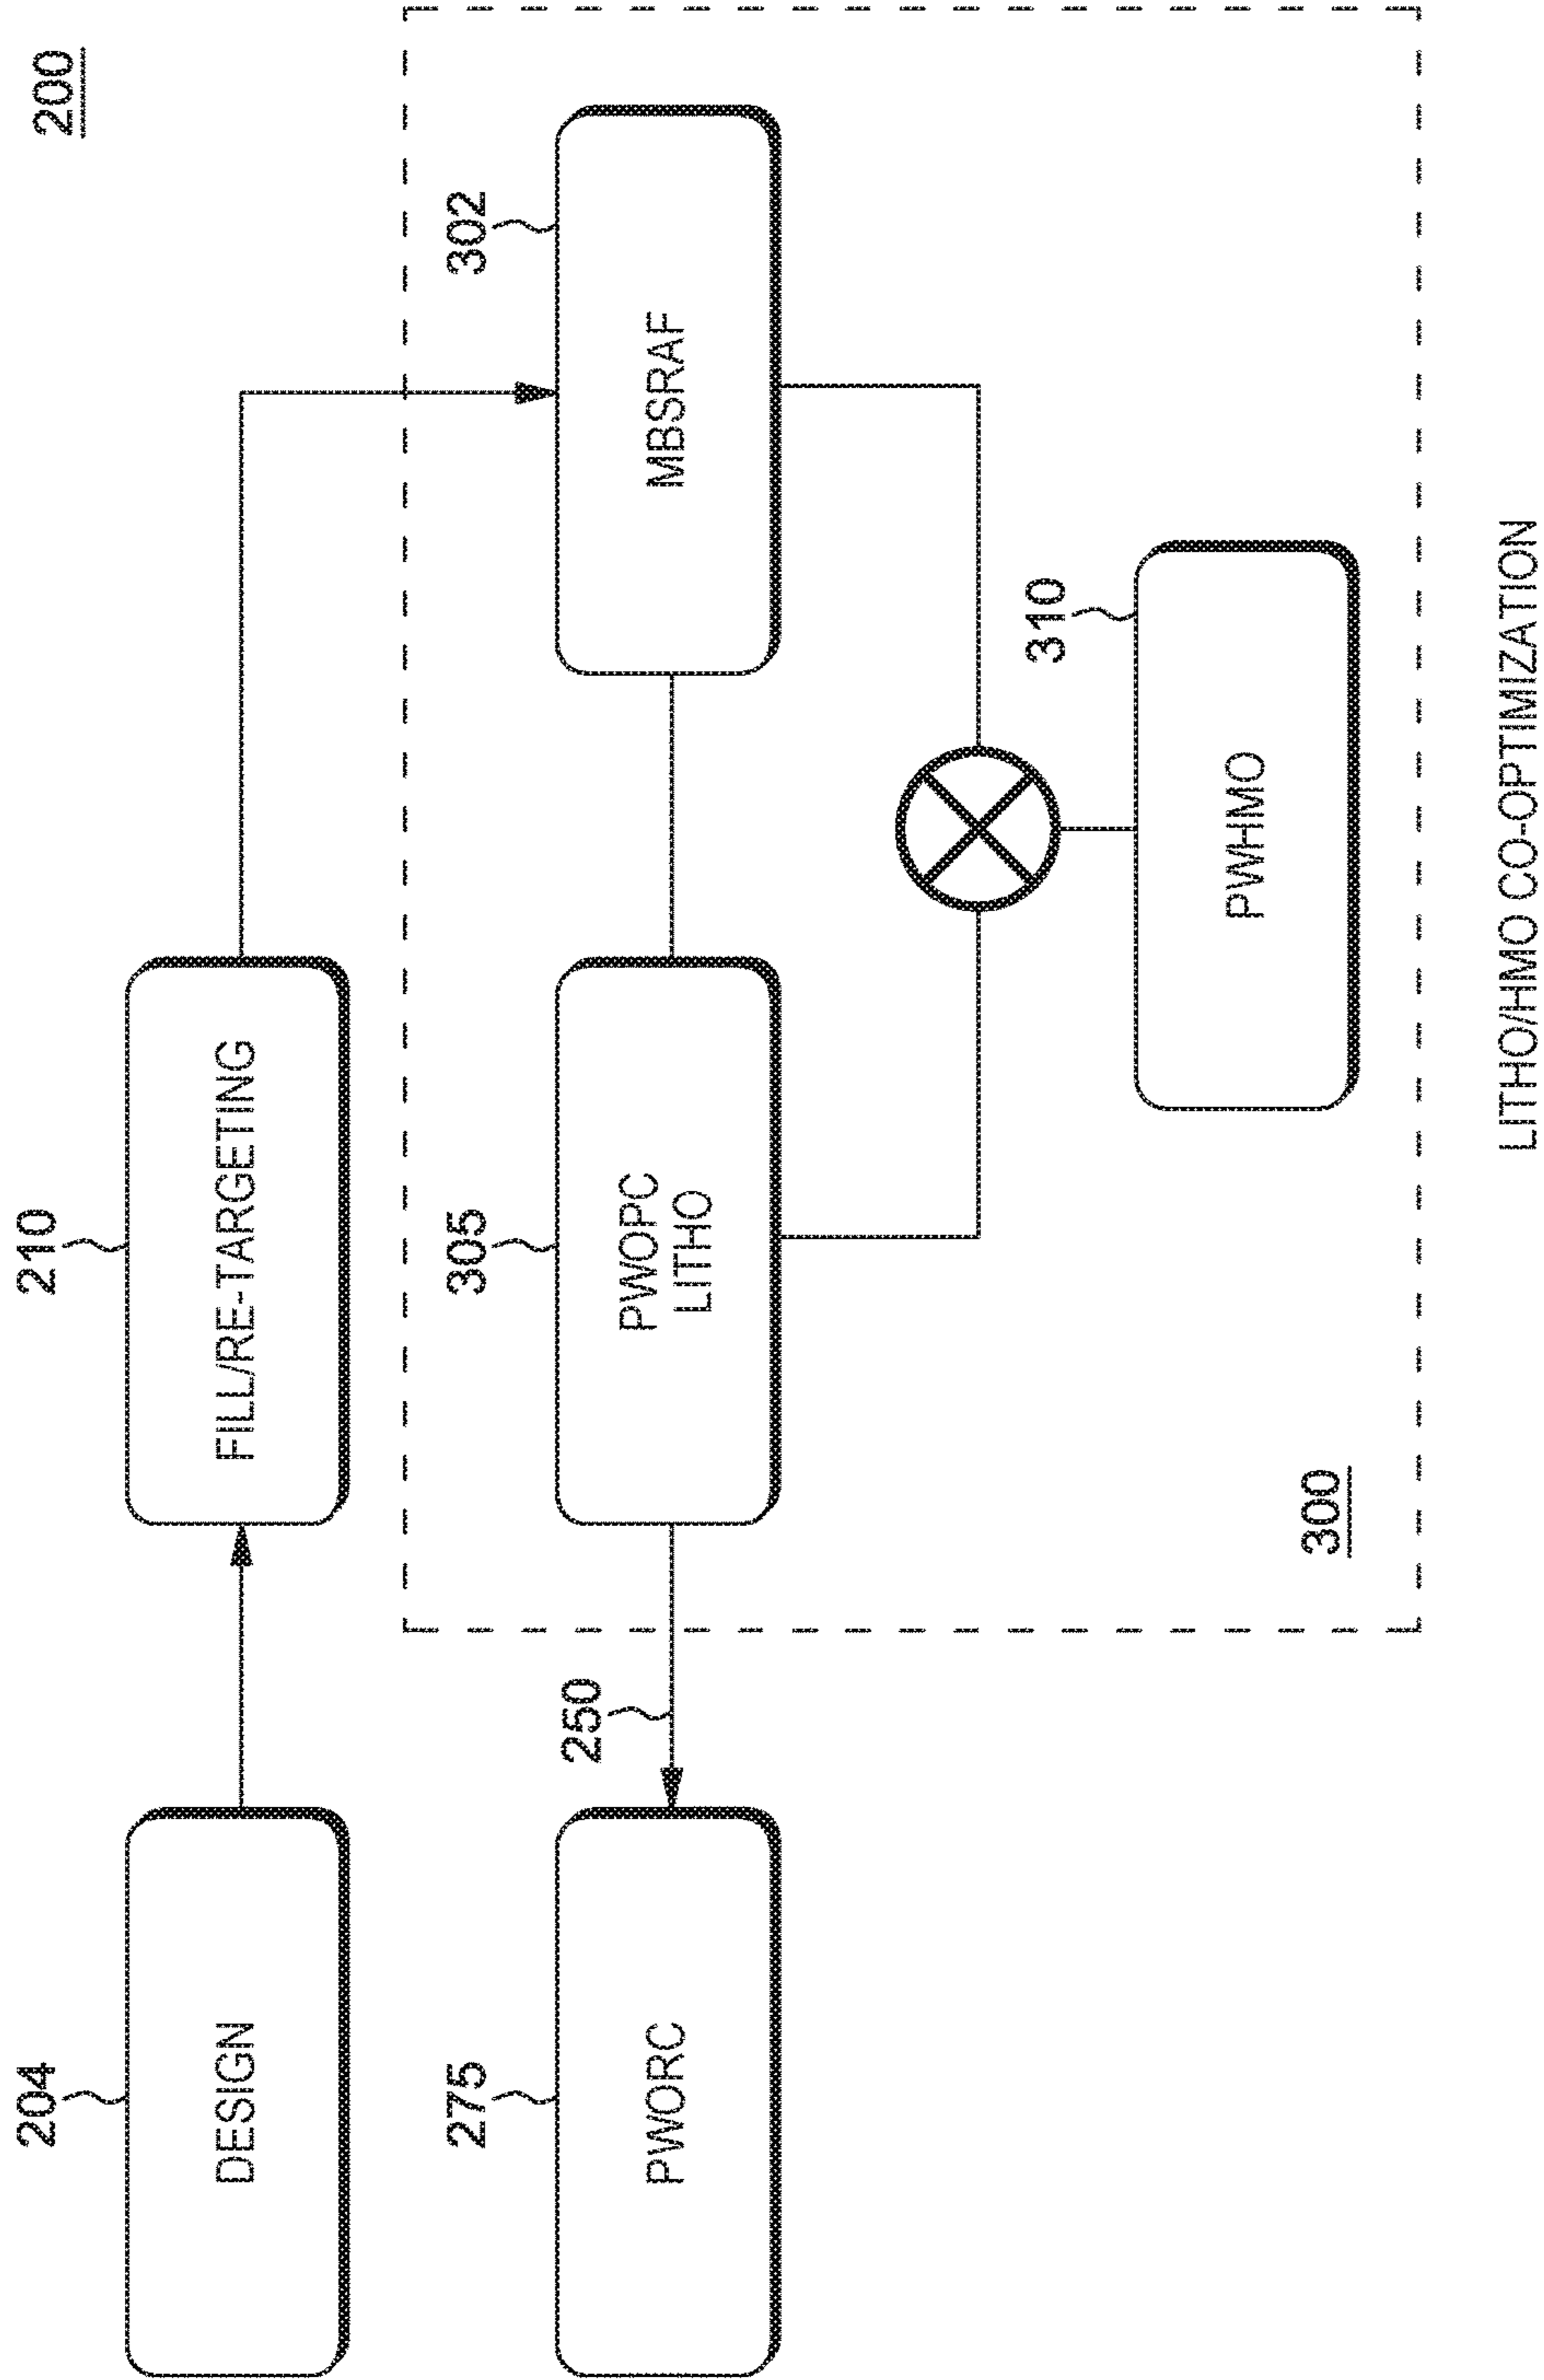 200
204
DESIGN
210
FILL/RE-TARGETING
275
PWORC
250
305
PWOPC
LITHO
302
MBSRAF
310
PWHMO
300
LITHO/HMO CO-OPTIMIZATION